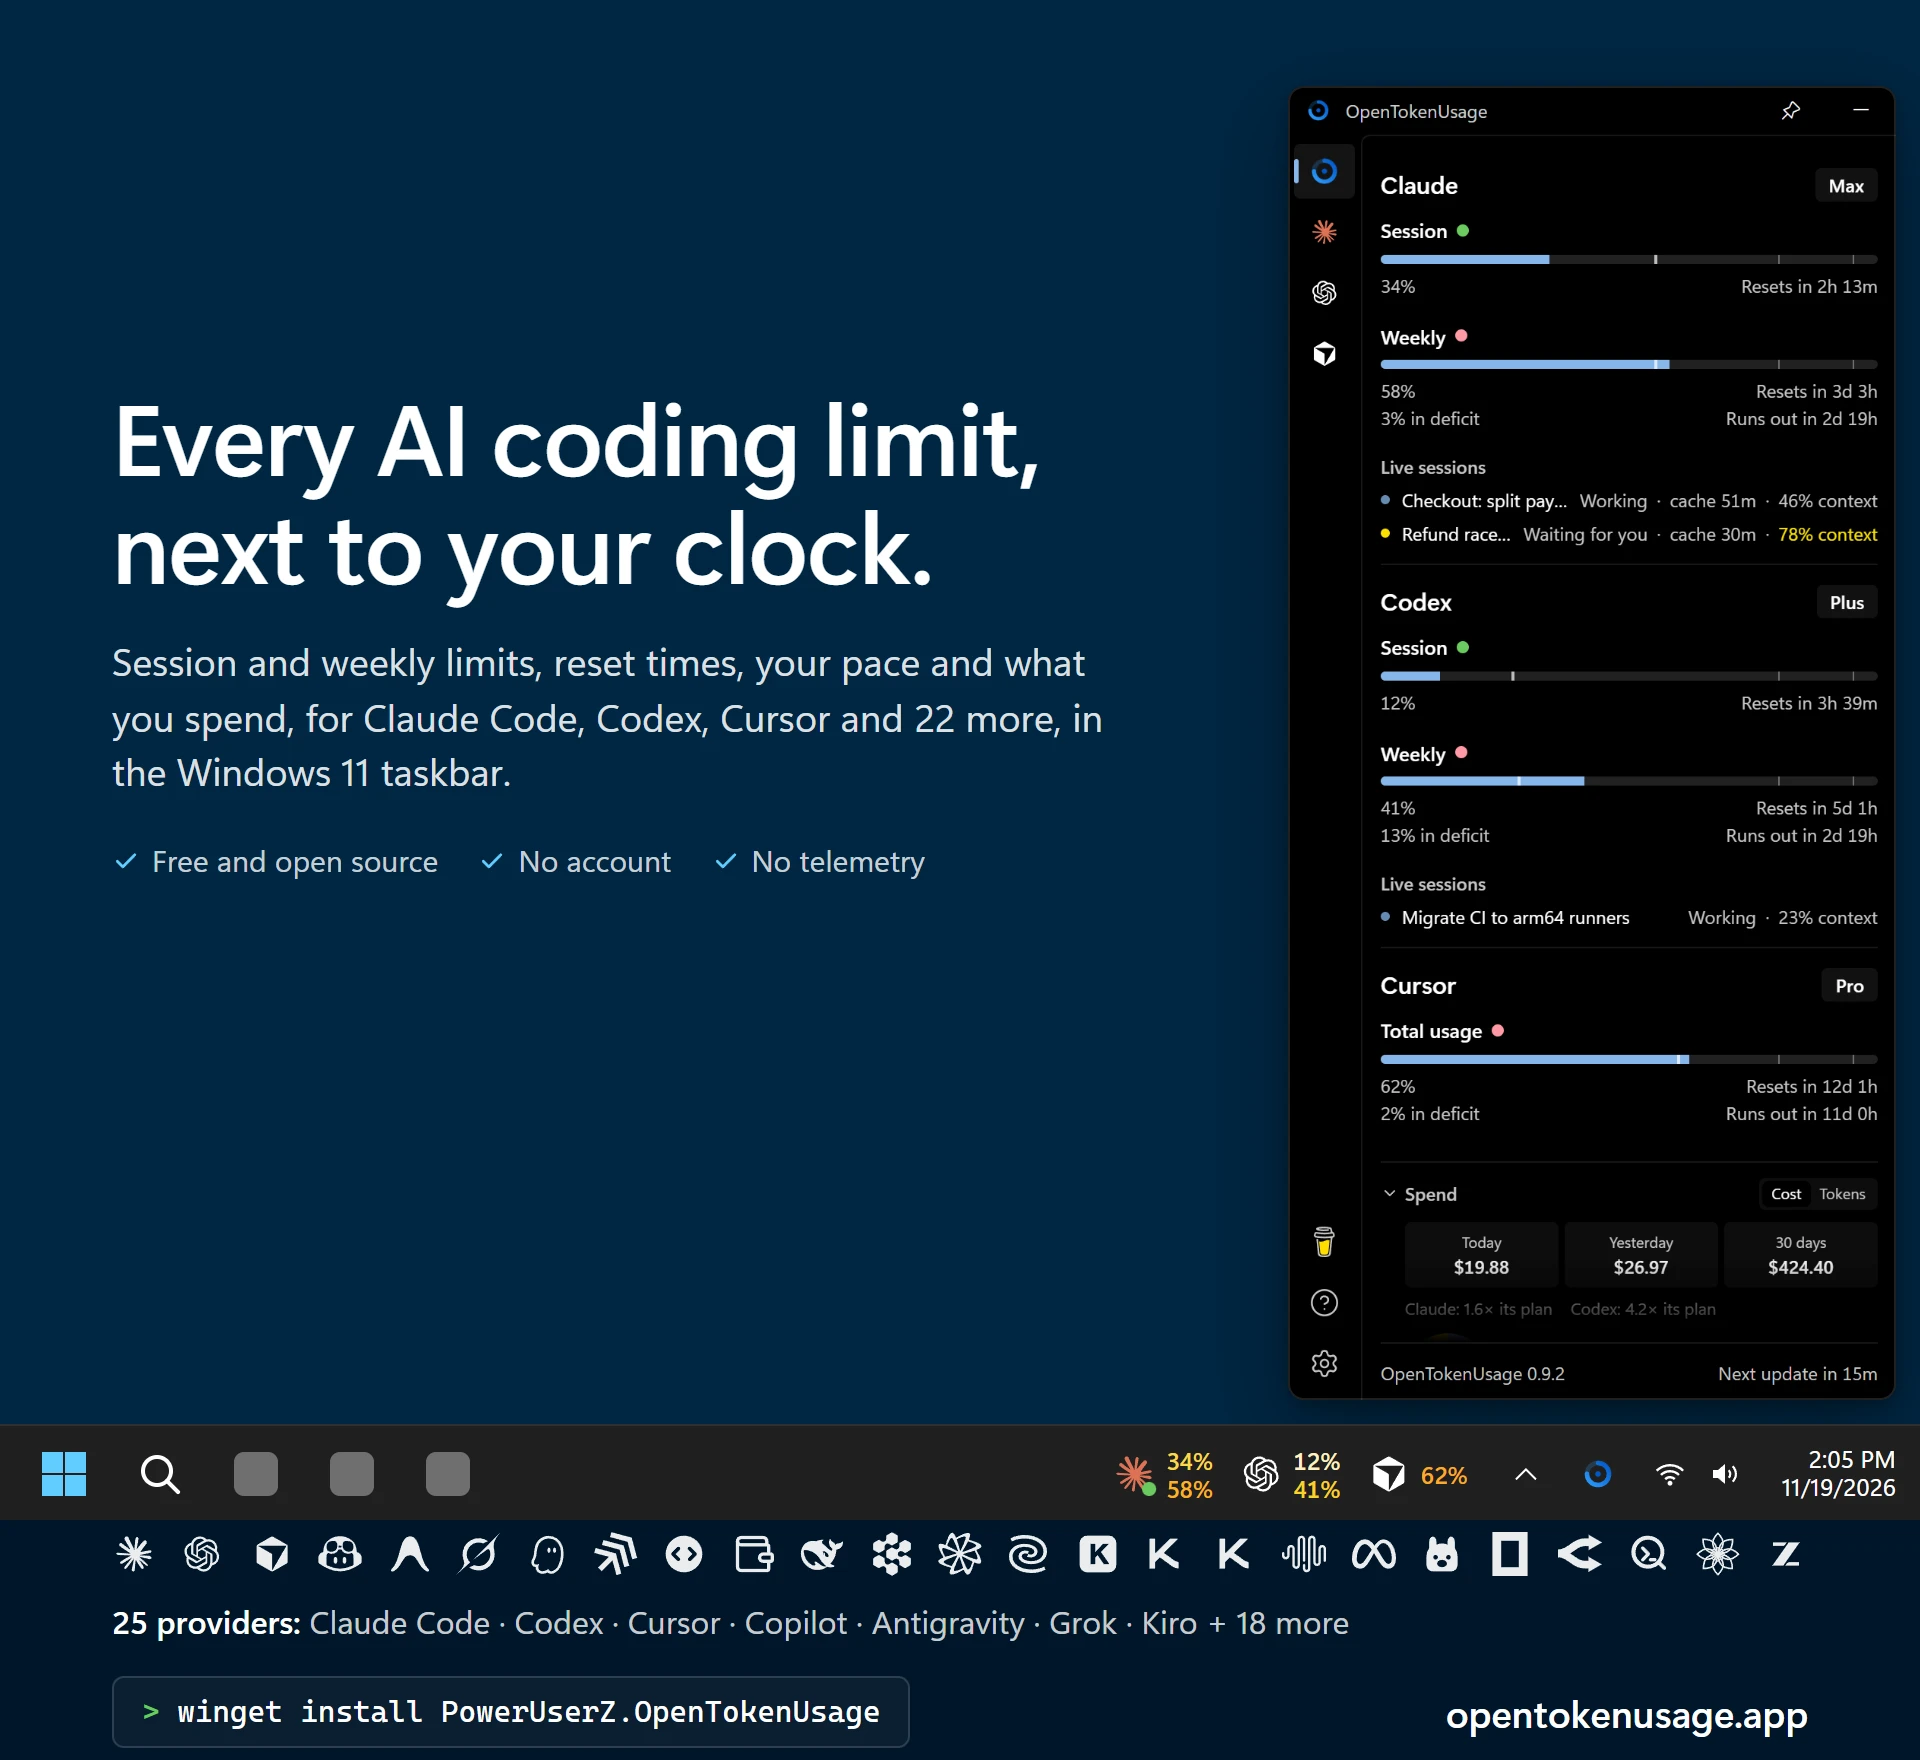 Every AI coding limit,
next to your clock.
Session and weekly limits, reset times, your pace and what
you spend, for Claude Code, Codex, Cursor and 22 more, in
the Windows 11 taskbar.
Free and open source No account No telemetry
OpenTokenUsage
Claude Max
Session
34% Resets in 2h 13m
Weekly
58% Resets in 3d 3h
3% in deficit Runs out in 2d 19h
Live sessions
Checkout: split pay... Working · cache 51m · 46% context
Refund race... Waiting for you · cache 30m · 78% context
Codex Plus
Session
12% Resets in 3h 39m
Weekly
41% Resets in 5d 1h
13% in deficit Runs out in 2d 19h
Live sessions
Migrate CI to arm64 runners Working · 23% context
Cursor Pro
Total usage
62% Resets in 12d 1h
2% in deficit Runs out in 11d 0h
Spend Cost Tokens
Today Yesterday 30 days
$19.88 $26.97 $424.40
Claude: 1.6× its plan Codex: 4.2× its plan
OpenTokenUsage 0.9.2 Next update in 15m
34% 12% 2:05 PM
58% 41% 62% 11/19/2026
25 providers: Claude Code · Codex · Cursor · Copilot · Antigravity · Grok · Kiro + 18 more
> winget install PowerUserZ.OpenTokenUsage
opentokenusage.app